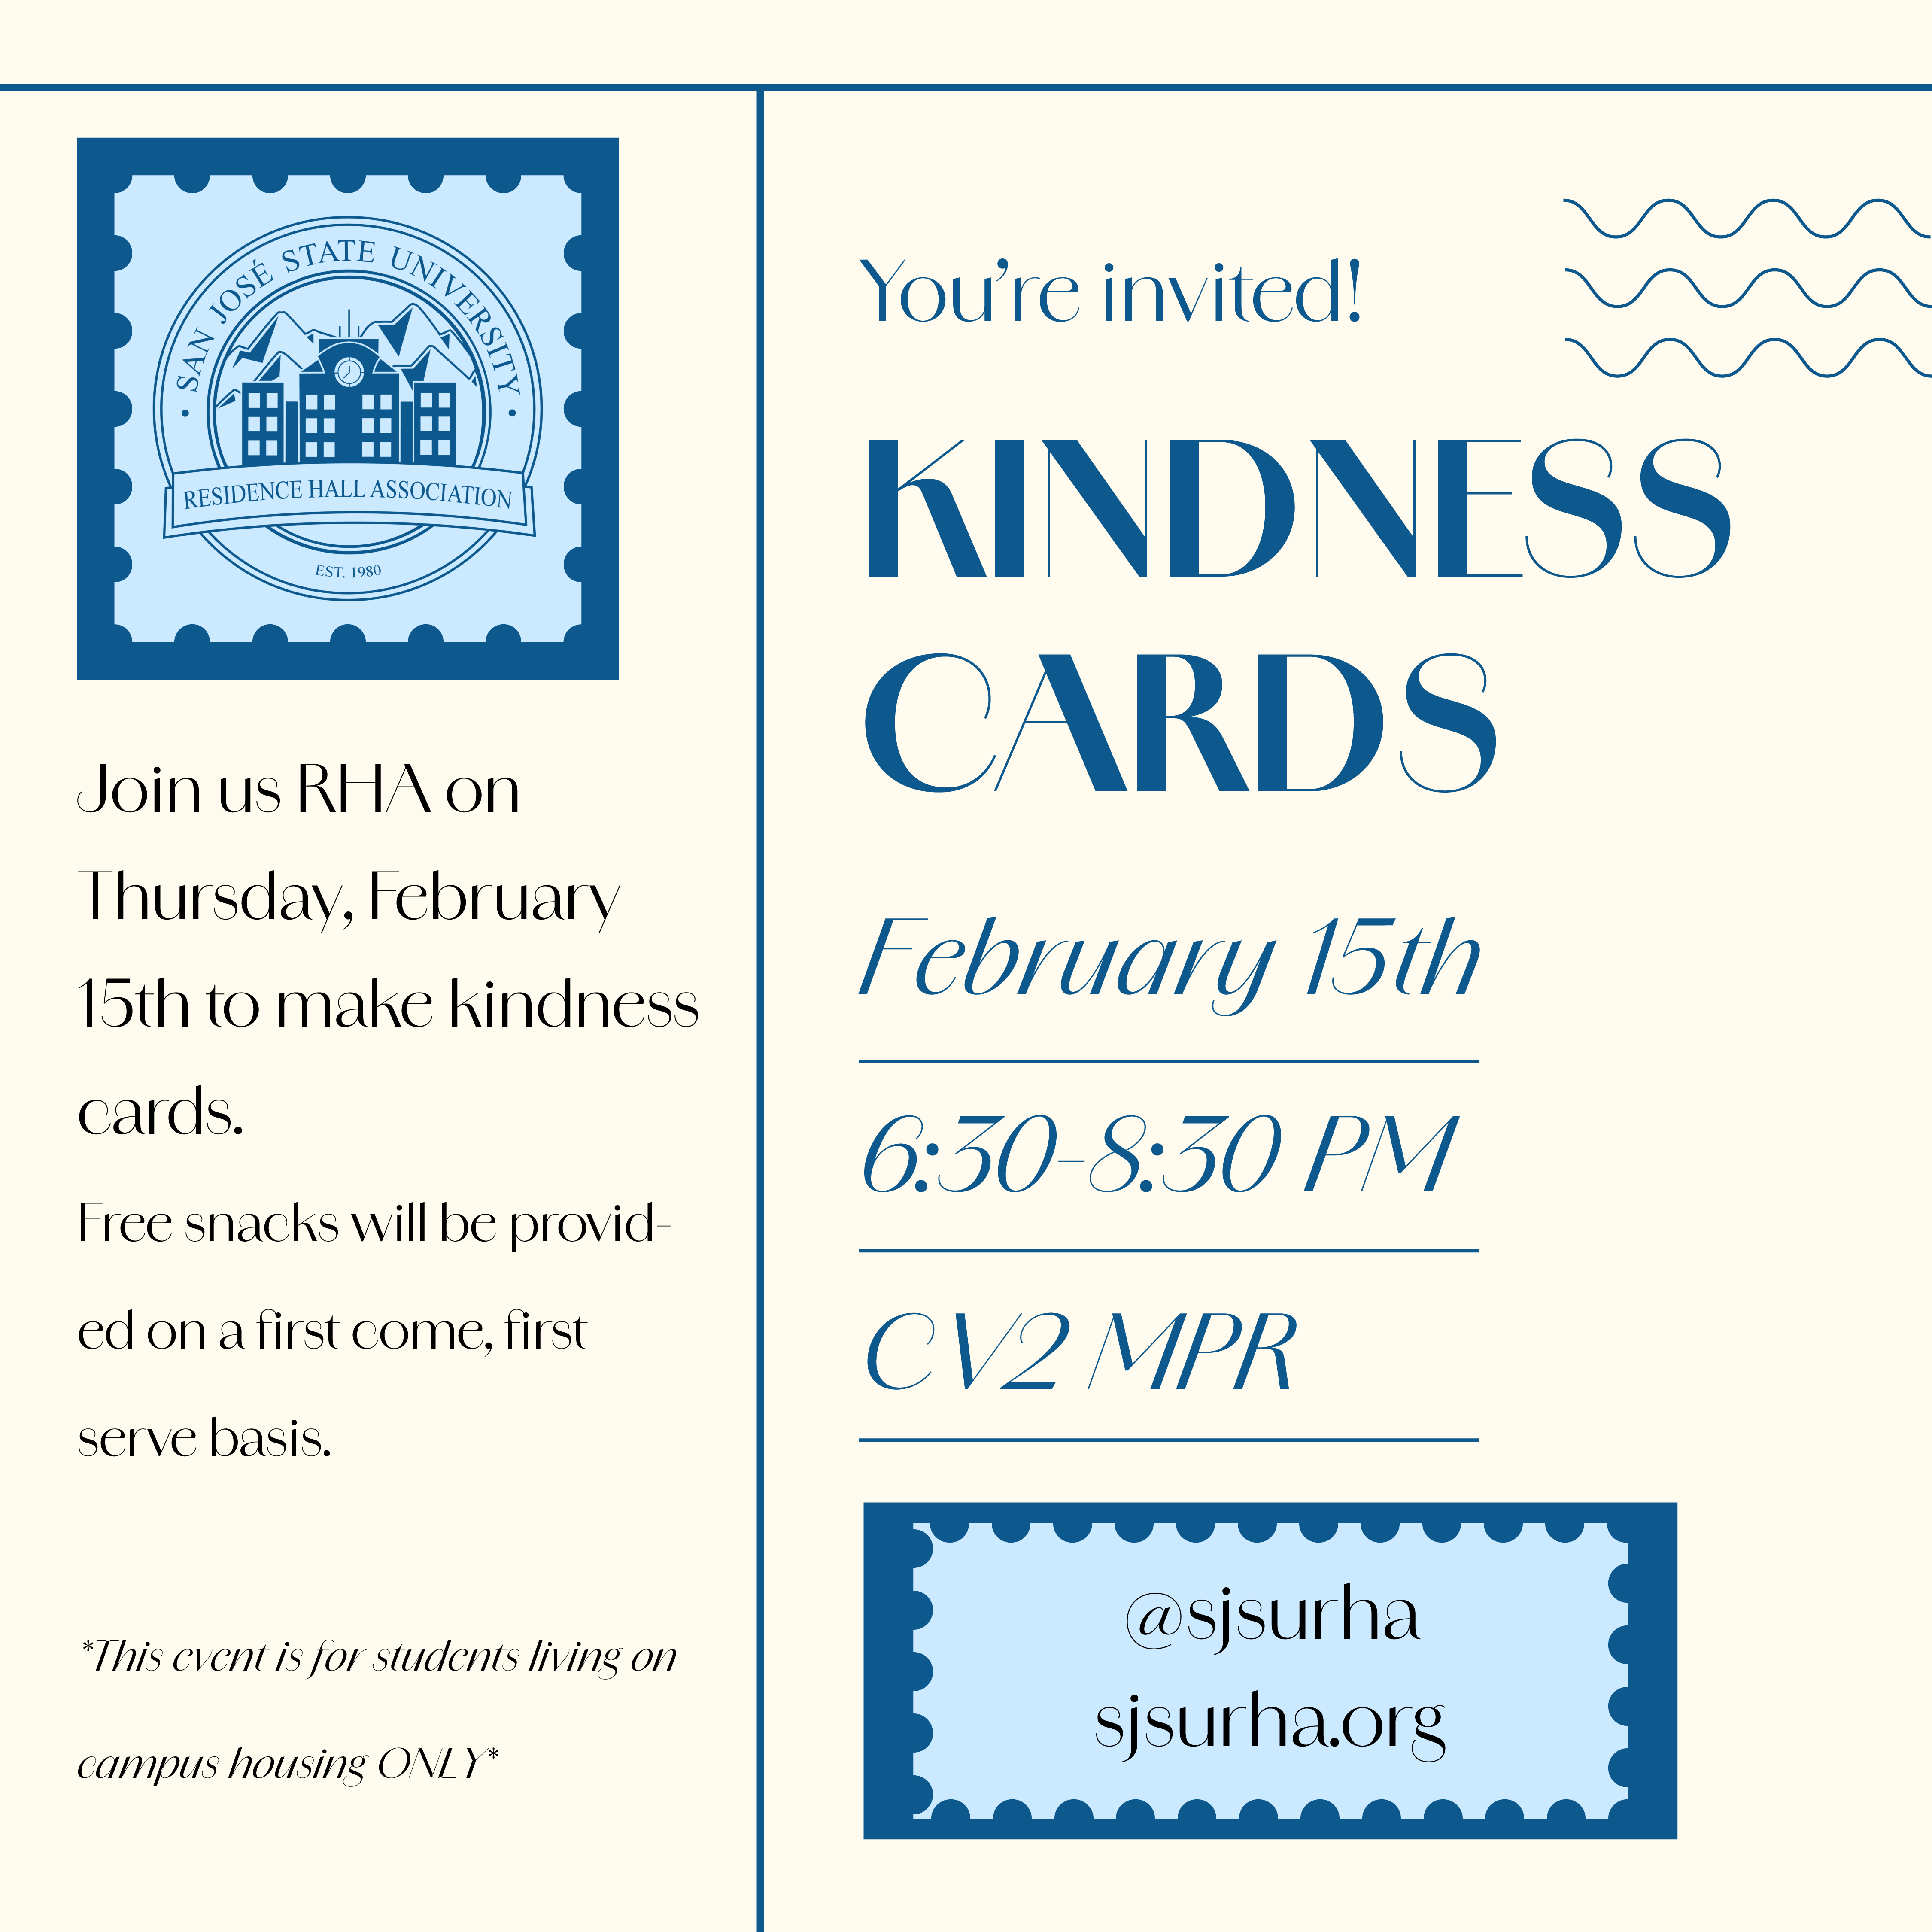 SAN JOSÉ STATE UNIVERSITY
RESIDENCE HALL ASSOCIATION
EST. 1980
Join us RHA on
Thursday, February
15th to make kindness
cards.
Free snacks will be provid-
ed on a first come, first
serve basis.
*This event is for students living on
campus housing ONLY*
You're invited!
KINDNESS
CARDS
February 15th
6:30-8:30 PM
CV2 MPR
@sjsurha
sjsurha.org